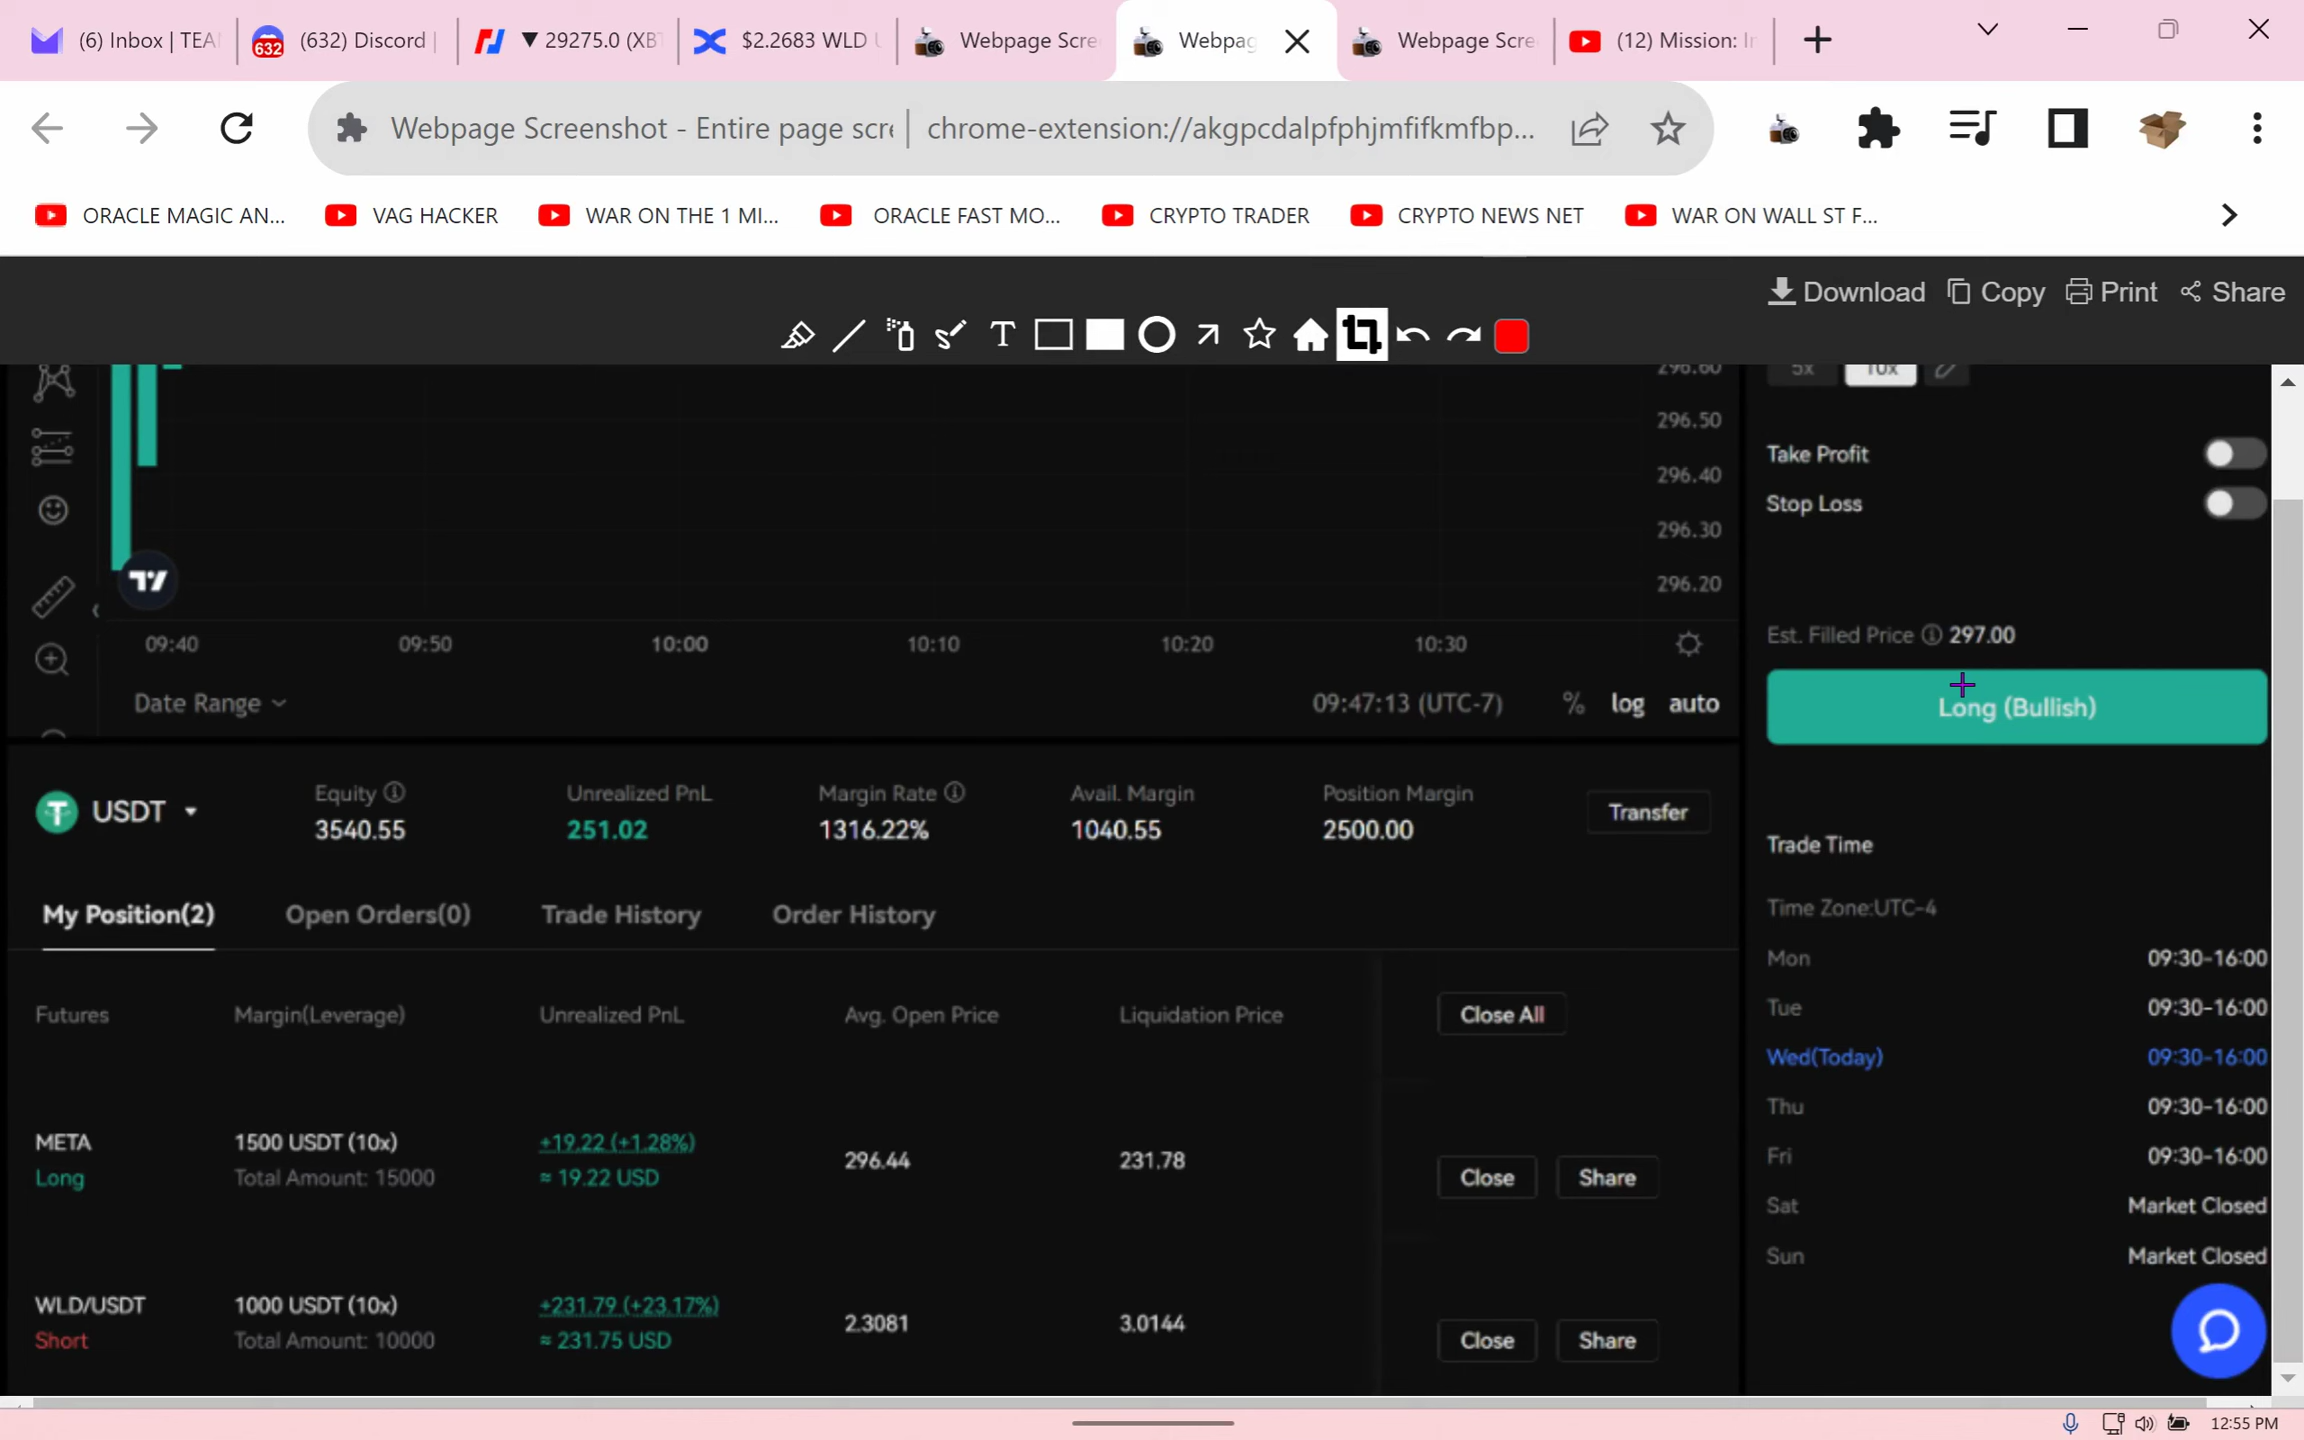 (6) Inbox | TEA
632
(632) Discord |
▼ 29275.0 (XB
$2.2683 WLD U
Webpage Scre
Webpag
Webpage Scre
(12) Mission: I
Webpage Screenshot - Entire page scre
chrome-extension://akgpcdalpfphjmfifkmfbp...
ORACLE MAGIC AN...
VAG HACKER
WAR ON THE 1 MI...
ORACLE FAST MO...
CRYPTO TRADER
CRYPTO NEWS NET
WAR ON WALL ST F...
Download
Copy
Print
Share
T
296.60
5x
10x
296.50
296.40
296.30
296.20
Take Profit
Stop Loss
09:40
09:50
10:00
10:10
10:20
10:30
Est. Filled Price 297.00
Date Range
09:47:13 (UTC-7)
%
log
auto
Long (Bullish)
USDT
Equity
3540.55
Unrealized PnL
251.02
Margin Rate
1316.22%
Avail. Margin
1040.55
Position Margin
2500.00
Transfer
My Position(2)
Open Orders(0)
Trade History
Order History
Futures
Margin(Leverage)
Unrealized PnL
Avg. Open Price
Liquidation Price
Close All
META
Long
1500 USDT (10x)
Total Amount: 15000
+19.22 (+1.28%)
≈ 19.22 USD
296.44
231.78
Close
Share
WLD/USDT
Short
1000 USDT (10x)
Total Amount: 10000
+231.79 (+23.17%)
≈ 231.75 USD
2.3081
3.0144
Close
Share
Trade Time
Time Zone:UTC-4
Mon 09:30-16:00
Tue 09:30-16:00
Wed(Today) 09:30-16:00
Thu 09:30-16:00
Fri 09:30-16:00
Sat Market Closed
Sun Market Closed
12:55 PM